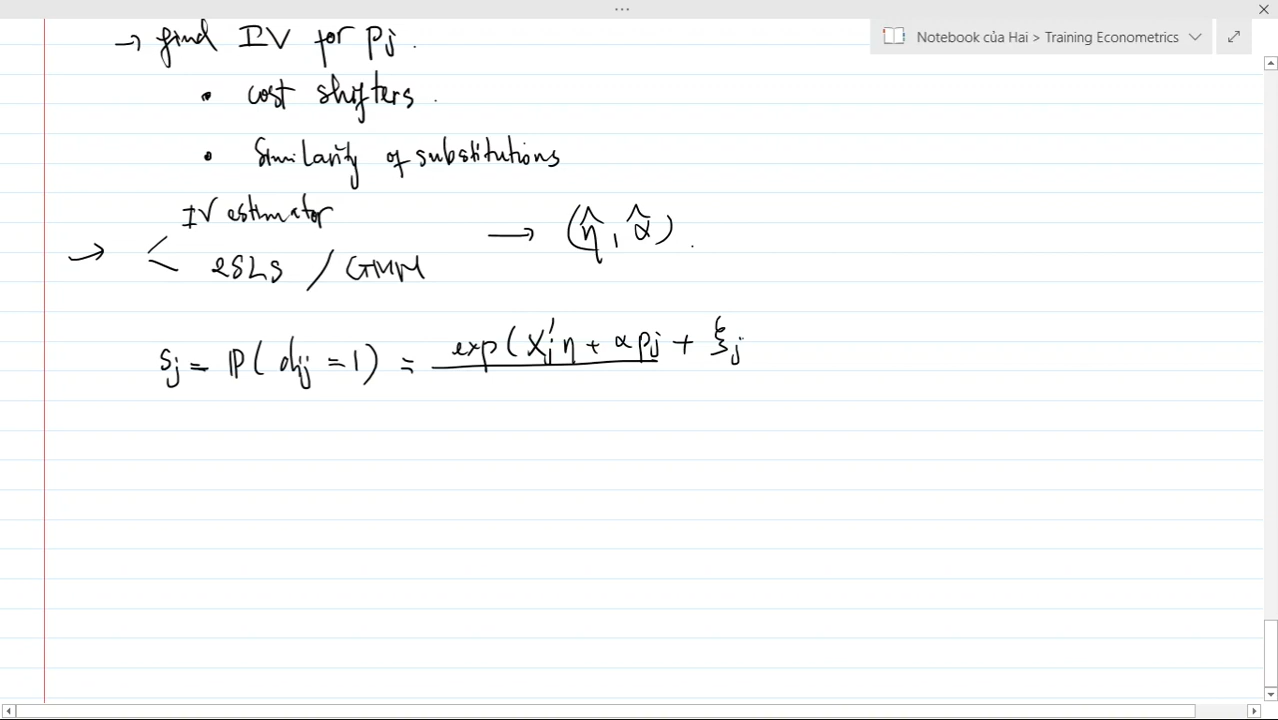 ...
Notebook của Hai > Training Econometrics
→ find IV for pj.
• cost shifters.
• Similarity of substitutions
IV estimator
→ < 2SLS / GMM → (η̂, α̂).
Sj = ℙ(dij = 1) = exp(Xj'η + αpj + ξj